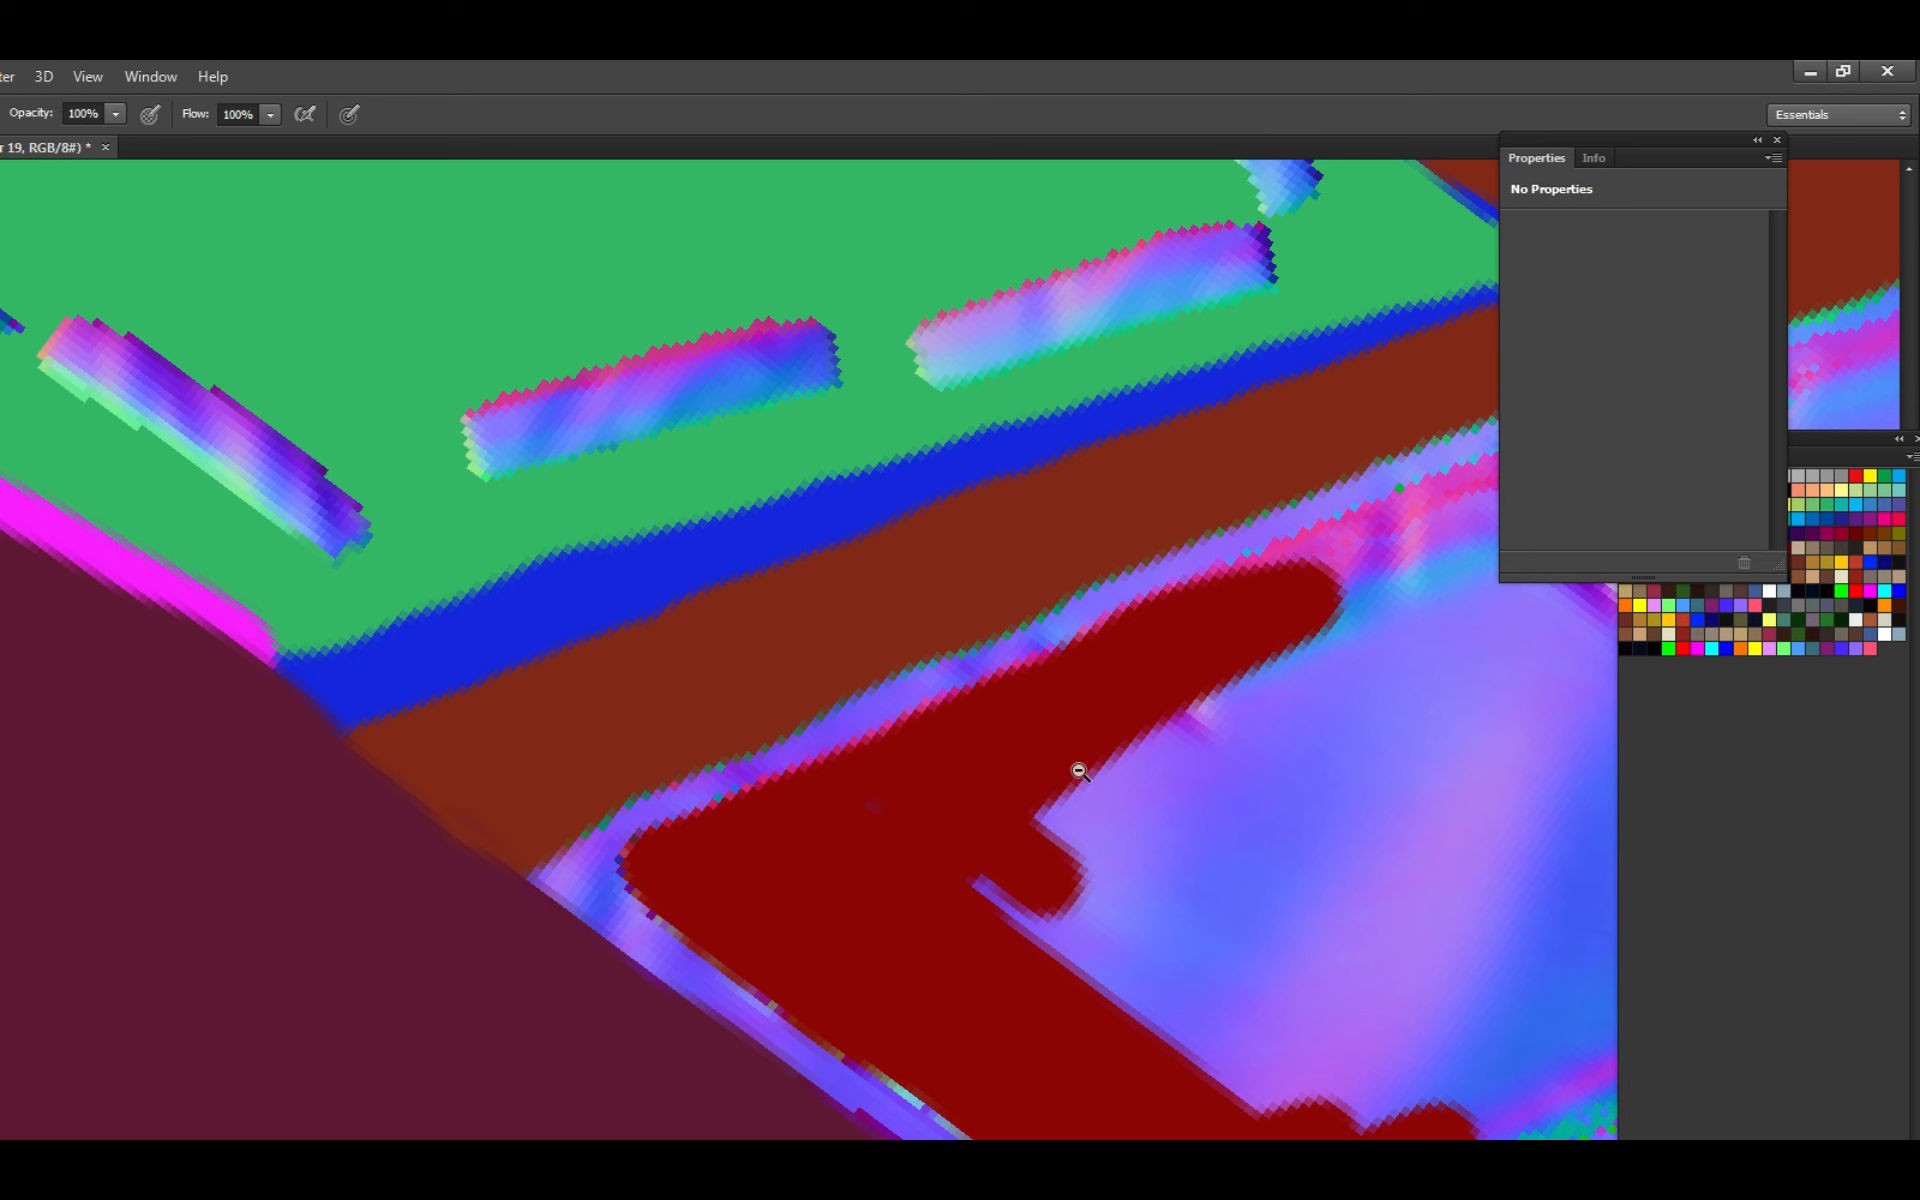 ter 3D View Window Help
Opacity: 100% Flow: 100% Essentials
r 19, RGB/8#) *
Properties Info
No Properties